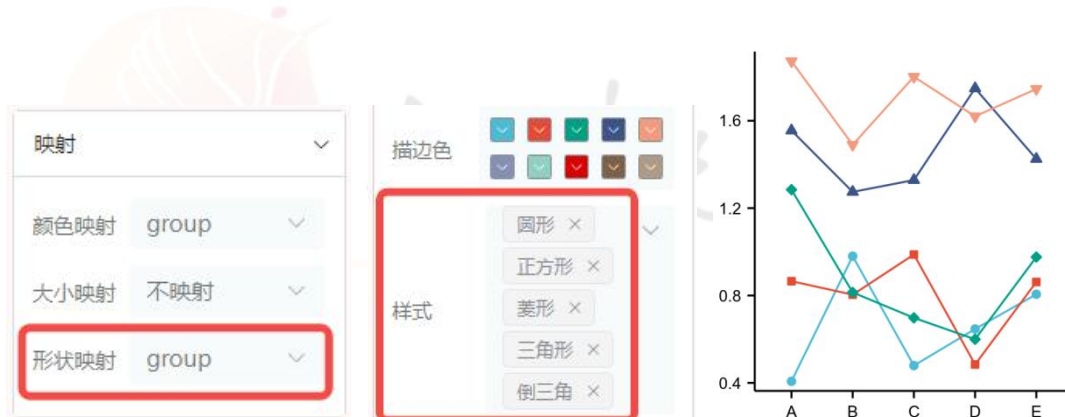 映射
颜色映射 group
大小映射 不映射
形状映射 group
描边色
样式
圆形 ×
正方形 ×
菱形 ×
三角形 ×
倒三角 ×
1.6
1.2
0.8
0.4
A B C D E